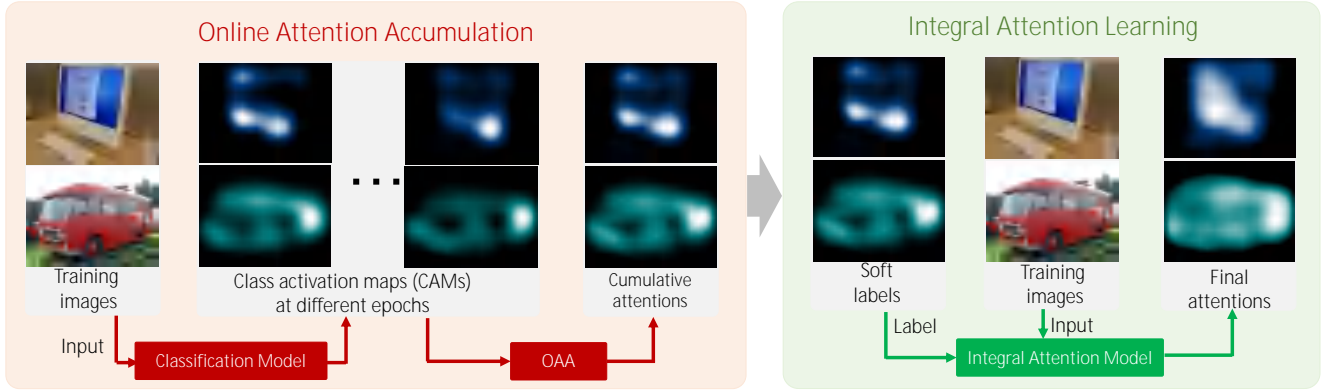 Online Attention Accumulation
Training
images
Class activation maps (CAMs)
at different epochs
Cumulative
attentions
Input
Classification Model
OAA
Integral Attention Learning
Soft
labels
Training
images
Final
attentions
Label
Input
Integral Attention Model